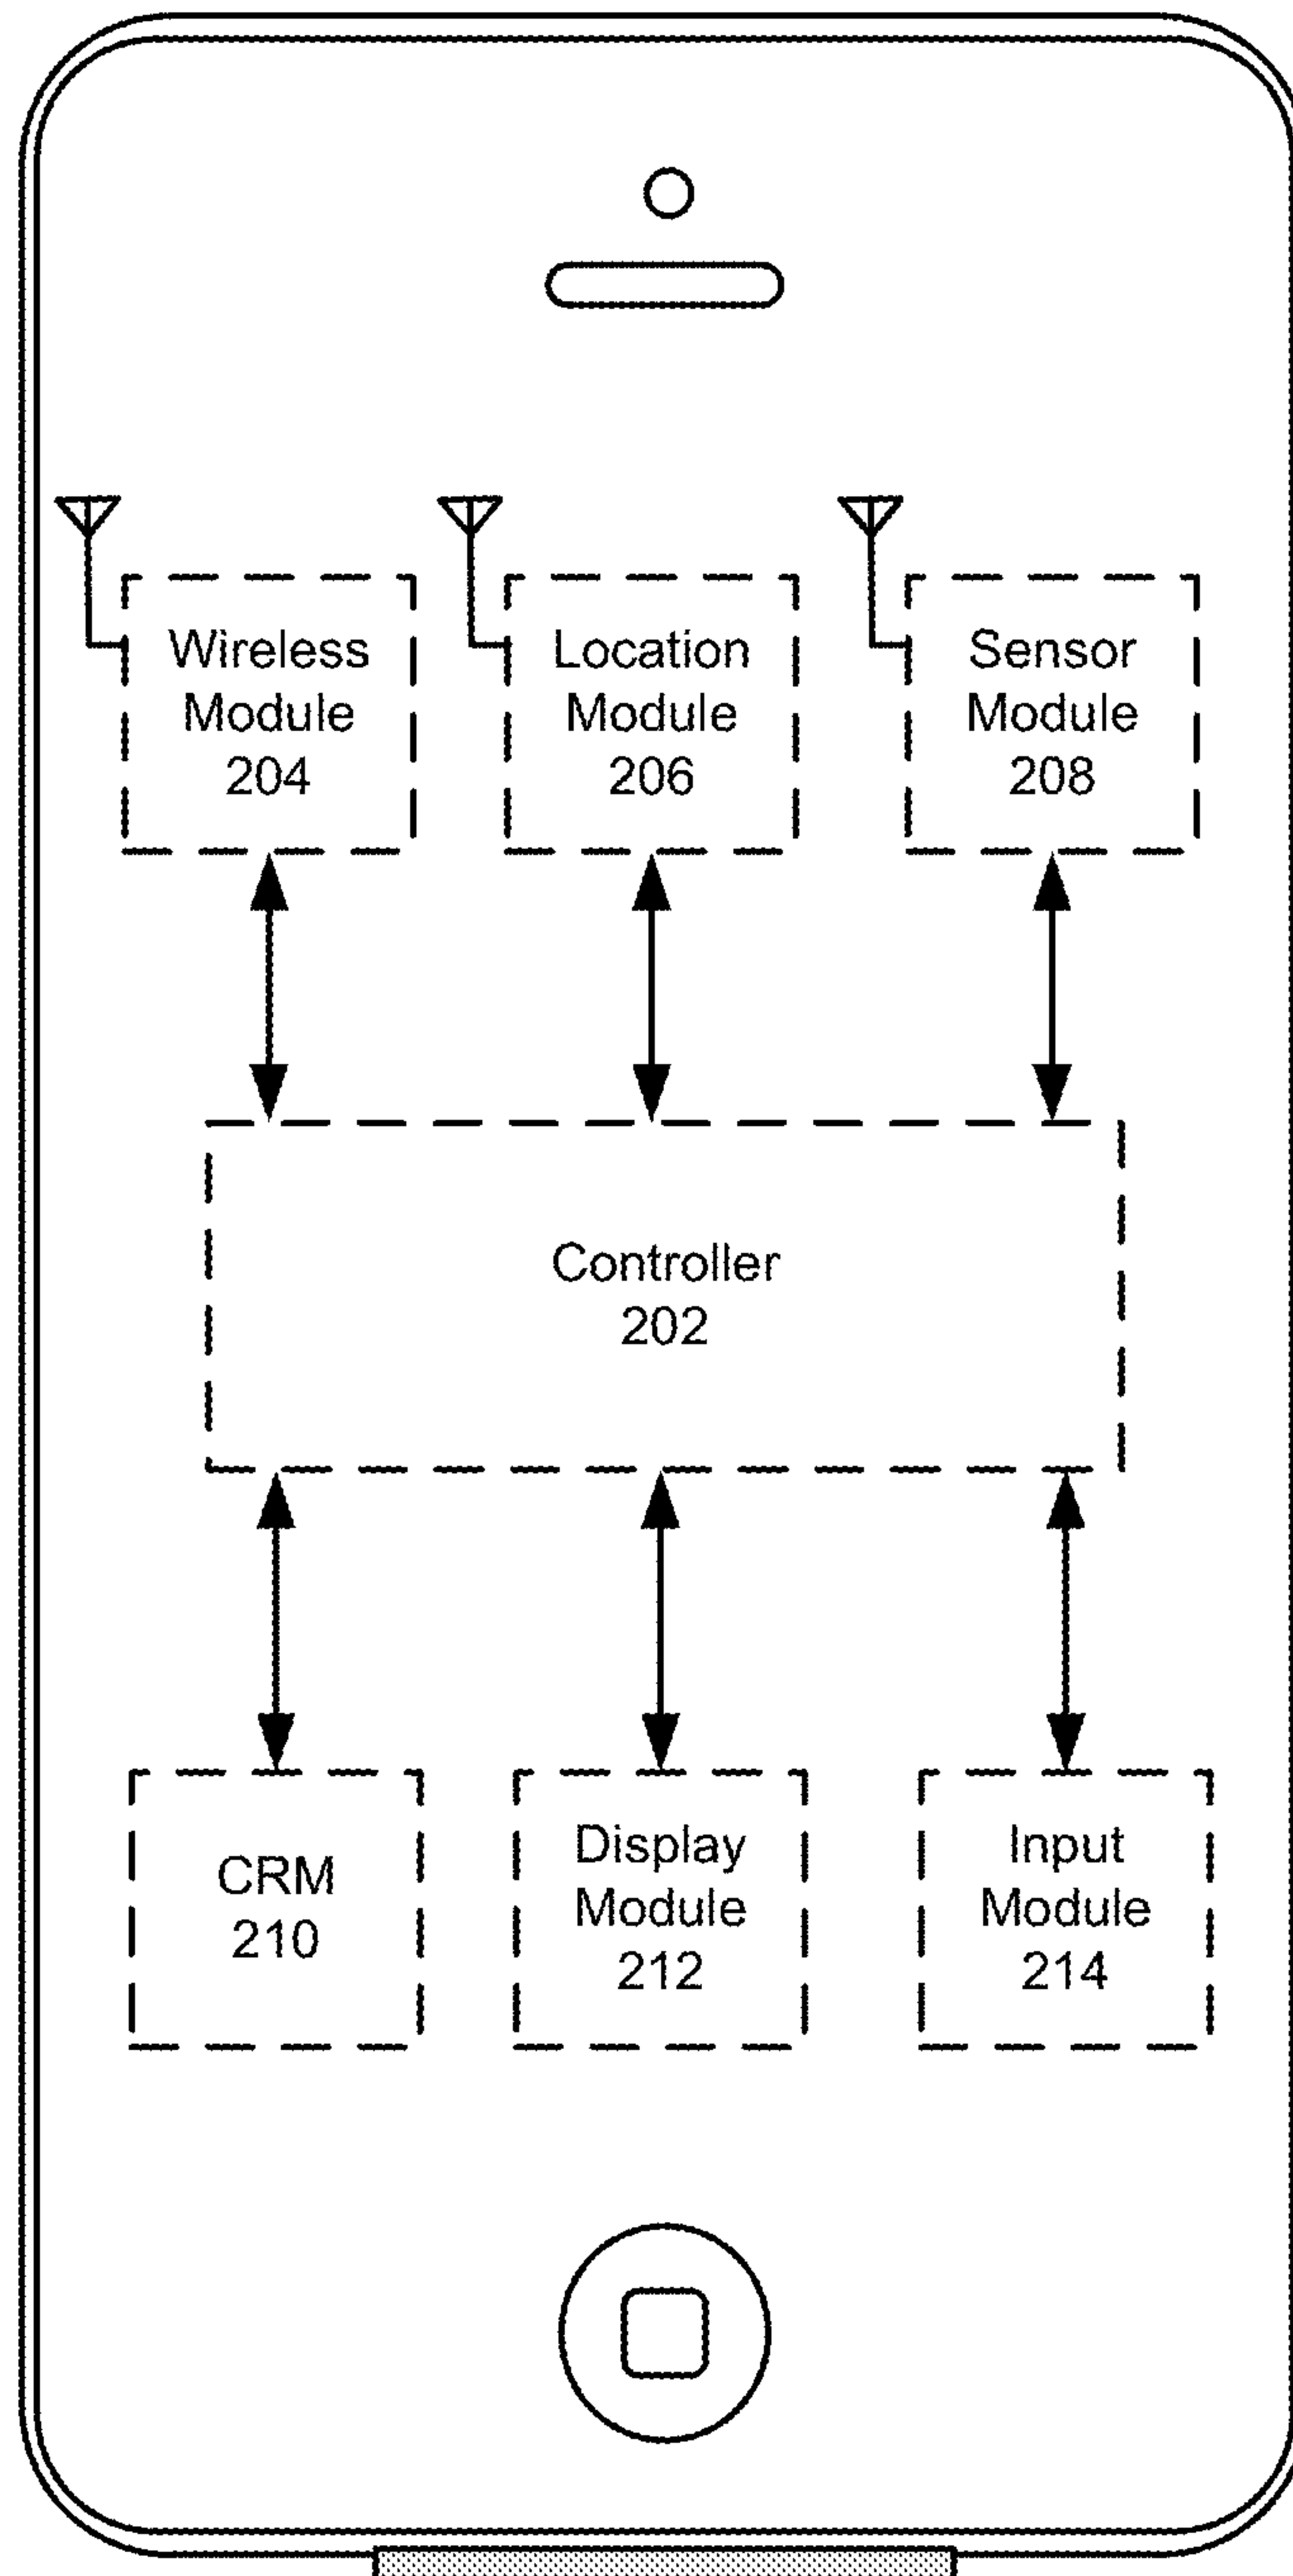 Wireless
Module
204
Location
Module
206
Sensor
Module
208
Controller
202
CRM
210
Display
Module
212
Input
Module
214